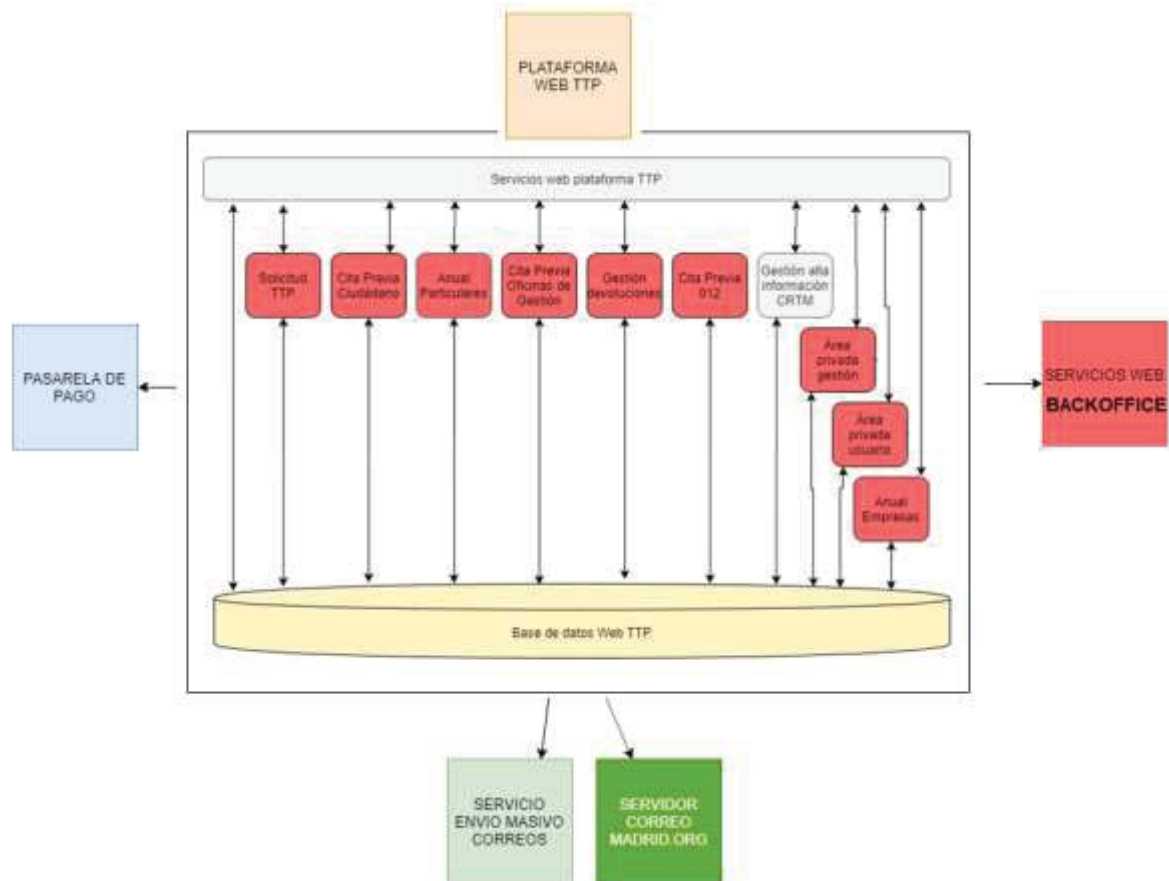 PLATAFORMA
WEB TTP
Servicios web plataforma TTP
Solicitud
TTP
Cita Previa
Ciudadano
Anual
Particulares
Cita Previa
Oficinas de
Gestión
Gestión
devoluciones
Cita Previa
012
Gestión alta
información
CRTM
Área
privada
gestión
Área
privada
usuario
Anual
Empresas
PASARELA DE
PAGO
SERVICIOS WEB
BACKOFFICE
Base de datos Web TTP
SERVICIO
ENVIO MASIVO
CORREOS
SERVIDOR
CORREO
MADRID.ORG